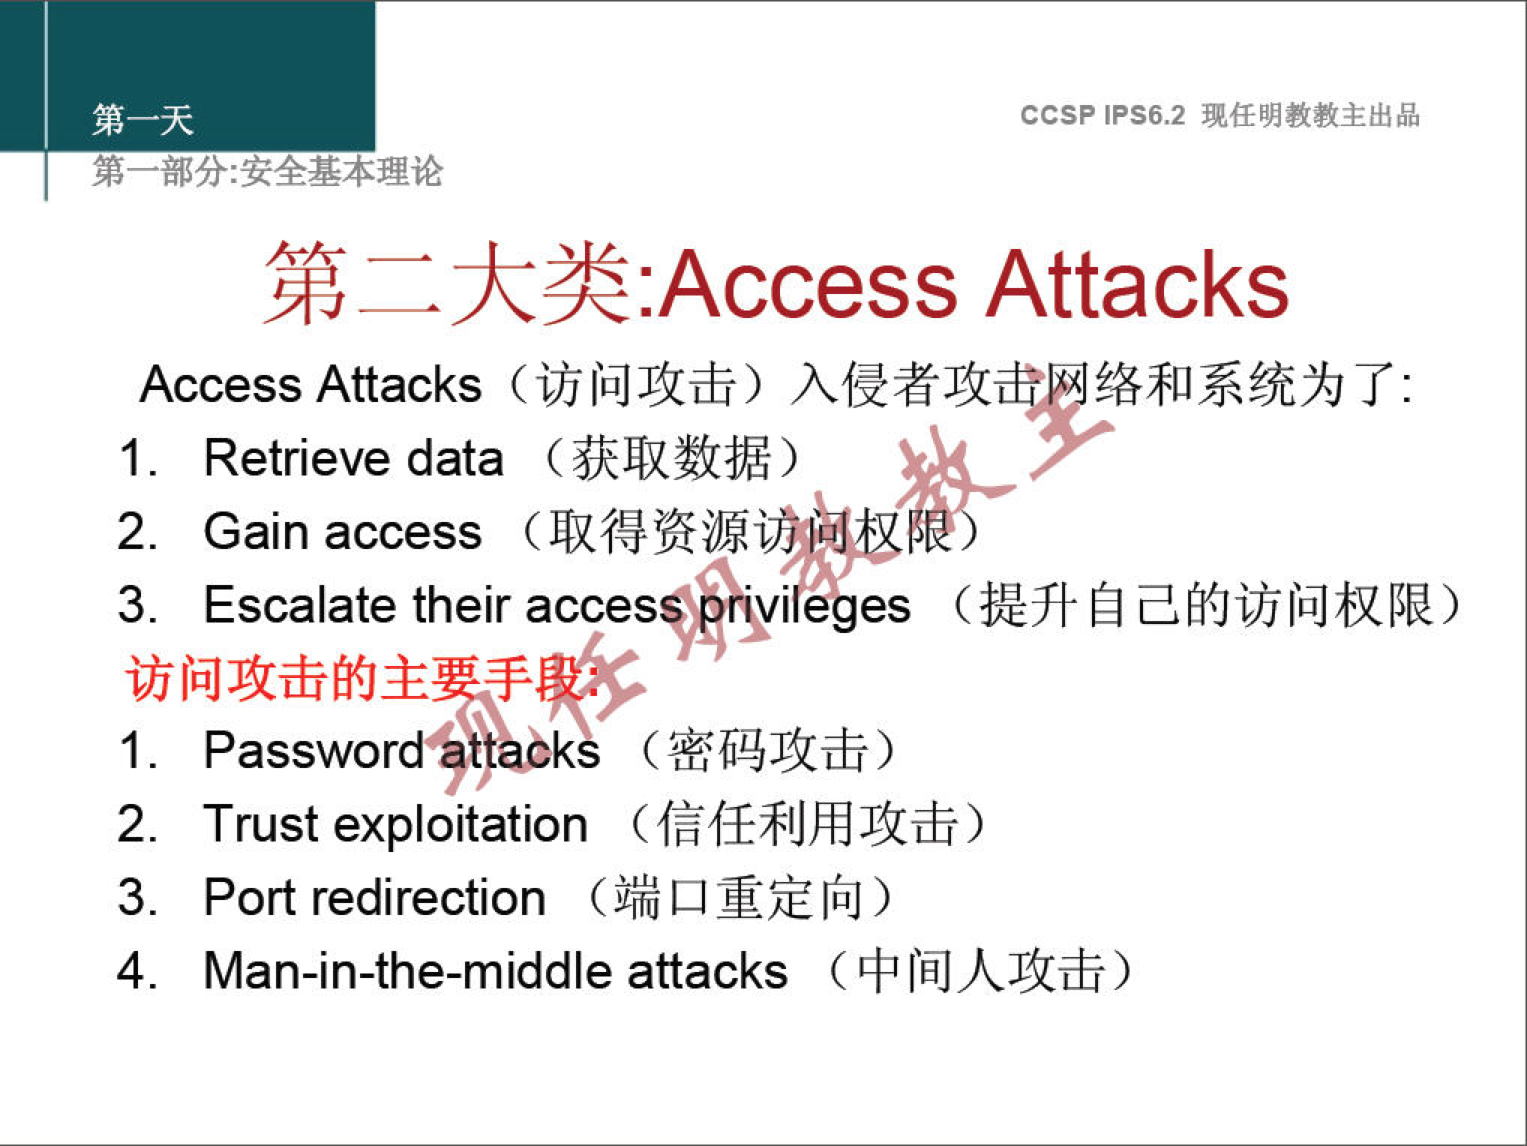 第一天
CCSP IPS6.2 现任明教教主出品
第一部分:安全基本理论
第二大类:Access Attacks
Access Attacks（访问攻击）入侵者攻击网络和系统为了:
1. Retrieve data （获取数据）
2. Gain access （取得资源访问权限）
3. Escalate their access privileges （提升自己的访问权限）
访问攻击的主要手段:
1. Password attacks （密码攻击）
2. Trust exploitation （信任利用攻击）
3. Port redirection （端口重定向）
4. Man-in-the-middle attacks （中间人攻击）
现任明教教主